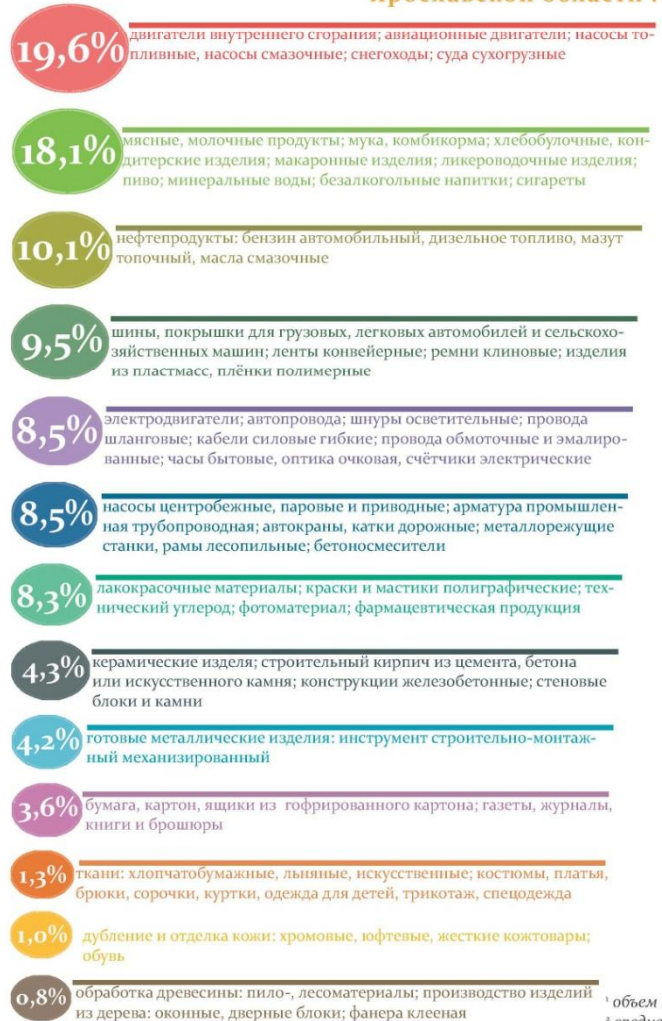 Ярославской области¹:
19,6%
двигатели внутреннего сгорания; авиационные двигатели; насосы то-
пливные, насосы смазочные; снегоходы; суда сухогрузные
18,1%
мясные, молочные продукты; мука, комбикорма; хлебобулочные, кон-
дитерские изделия; макаронные изделия; ликероводочные изделия;
пиво; минеральные воды; безалкогольные напитки; сигареты
10,1%
нефтепродукты: бензин автомобильный, дизельное топливо, мазут
топочный, масла смазочные
9,5%
шины, покрышки для грузовых, легковых автомобилей и сельскохо-
зяйственных машин; ленты конвейерные; ремни клиновые; изделия
из пластмасс, плёнки полимерные
8,5%
электродвигатели; автопровода; шнуры осветительные; провода
шланговые; кабели силовые гибкие; провода обмоточные и эмалиро-
ванные; часы бытовые, оптика очковая, счётчики электрические
8,5%
насосы центробежные, паровые и приводные; арматура промышлен-
ная трубопроводная; автокраны, катки дорожные; металлорежущие
станки, рамы лесопильные; бетоносмесители
8,3%
лакокрасочные материалы; краски и мастики полиграфические; тех-
нический углерод; фотоматериал; фармацевтическая продукция
4,3%
керамические изделя; строительный кирпич из цемента, бетона
или искусственного камня; конструкции железобетонные; стеновые
блоки и камни
4,2%
готовые металлические изделия: инструмент строительно-монтаж-
ный механизированный
3,6%
бумага, картон, ящики из гофрированного картона; газеты, журналы,
книги и брошюры
1,3%
ткани: хлопчатобумажные, льняные, искусственные; костюмы, платья,
брюки, сорочки, куртки, одежда для детей, трикотаж, спецодежда
1,0%
дубление и отделка кожи: хромовые, юфтевые, жесткие кожтовары;
обувь
0,8%
обработка древесины: пило-, лесоматериалы; производство изделий
из дерева: оконные, дверные блоки; фанера клееная
¹ объем